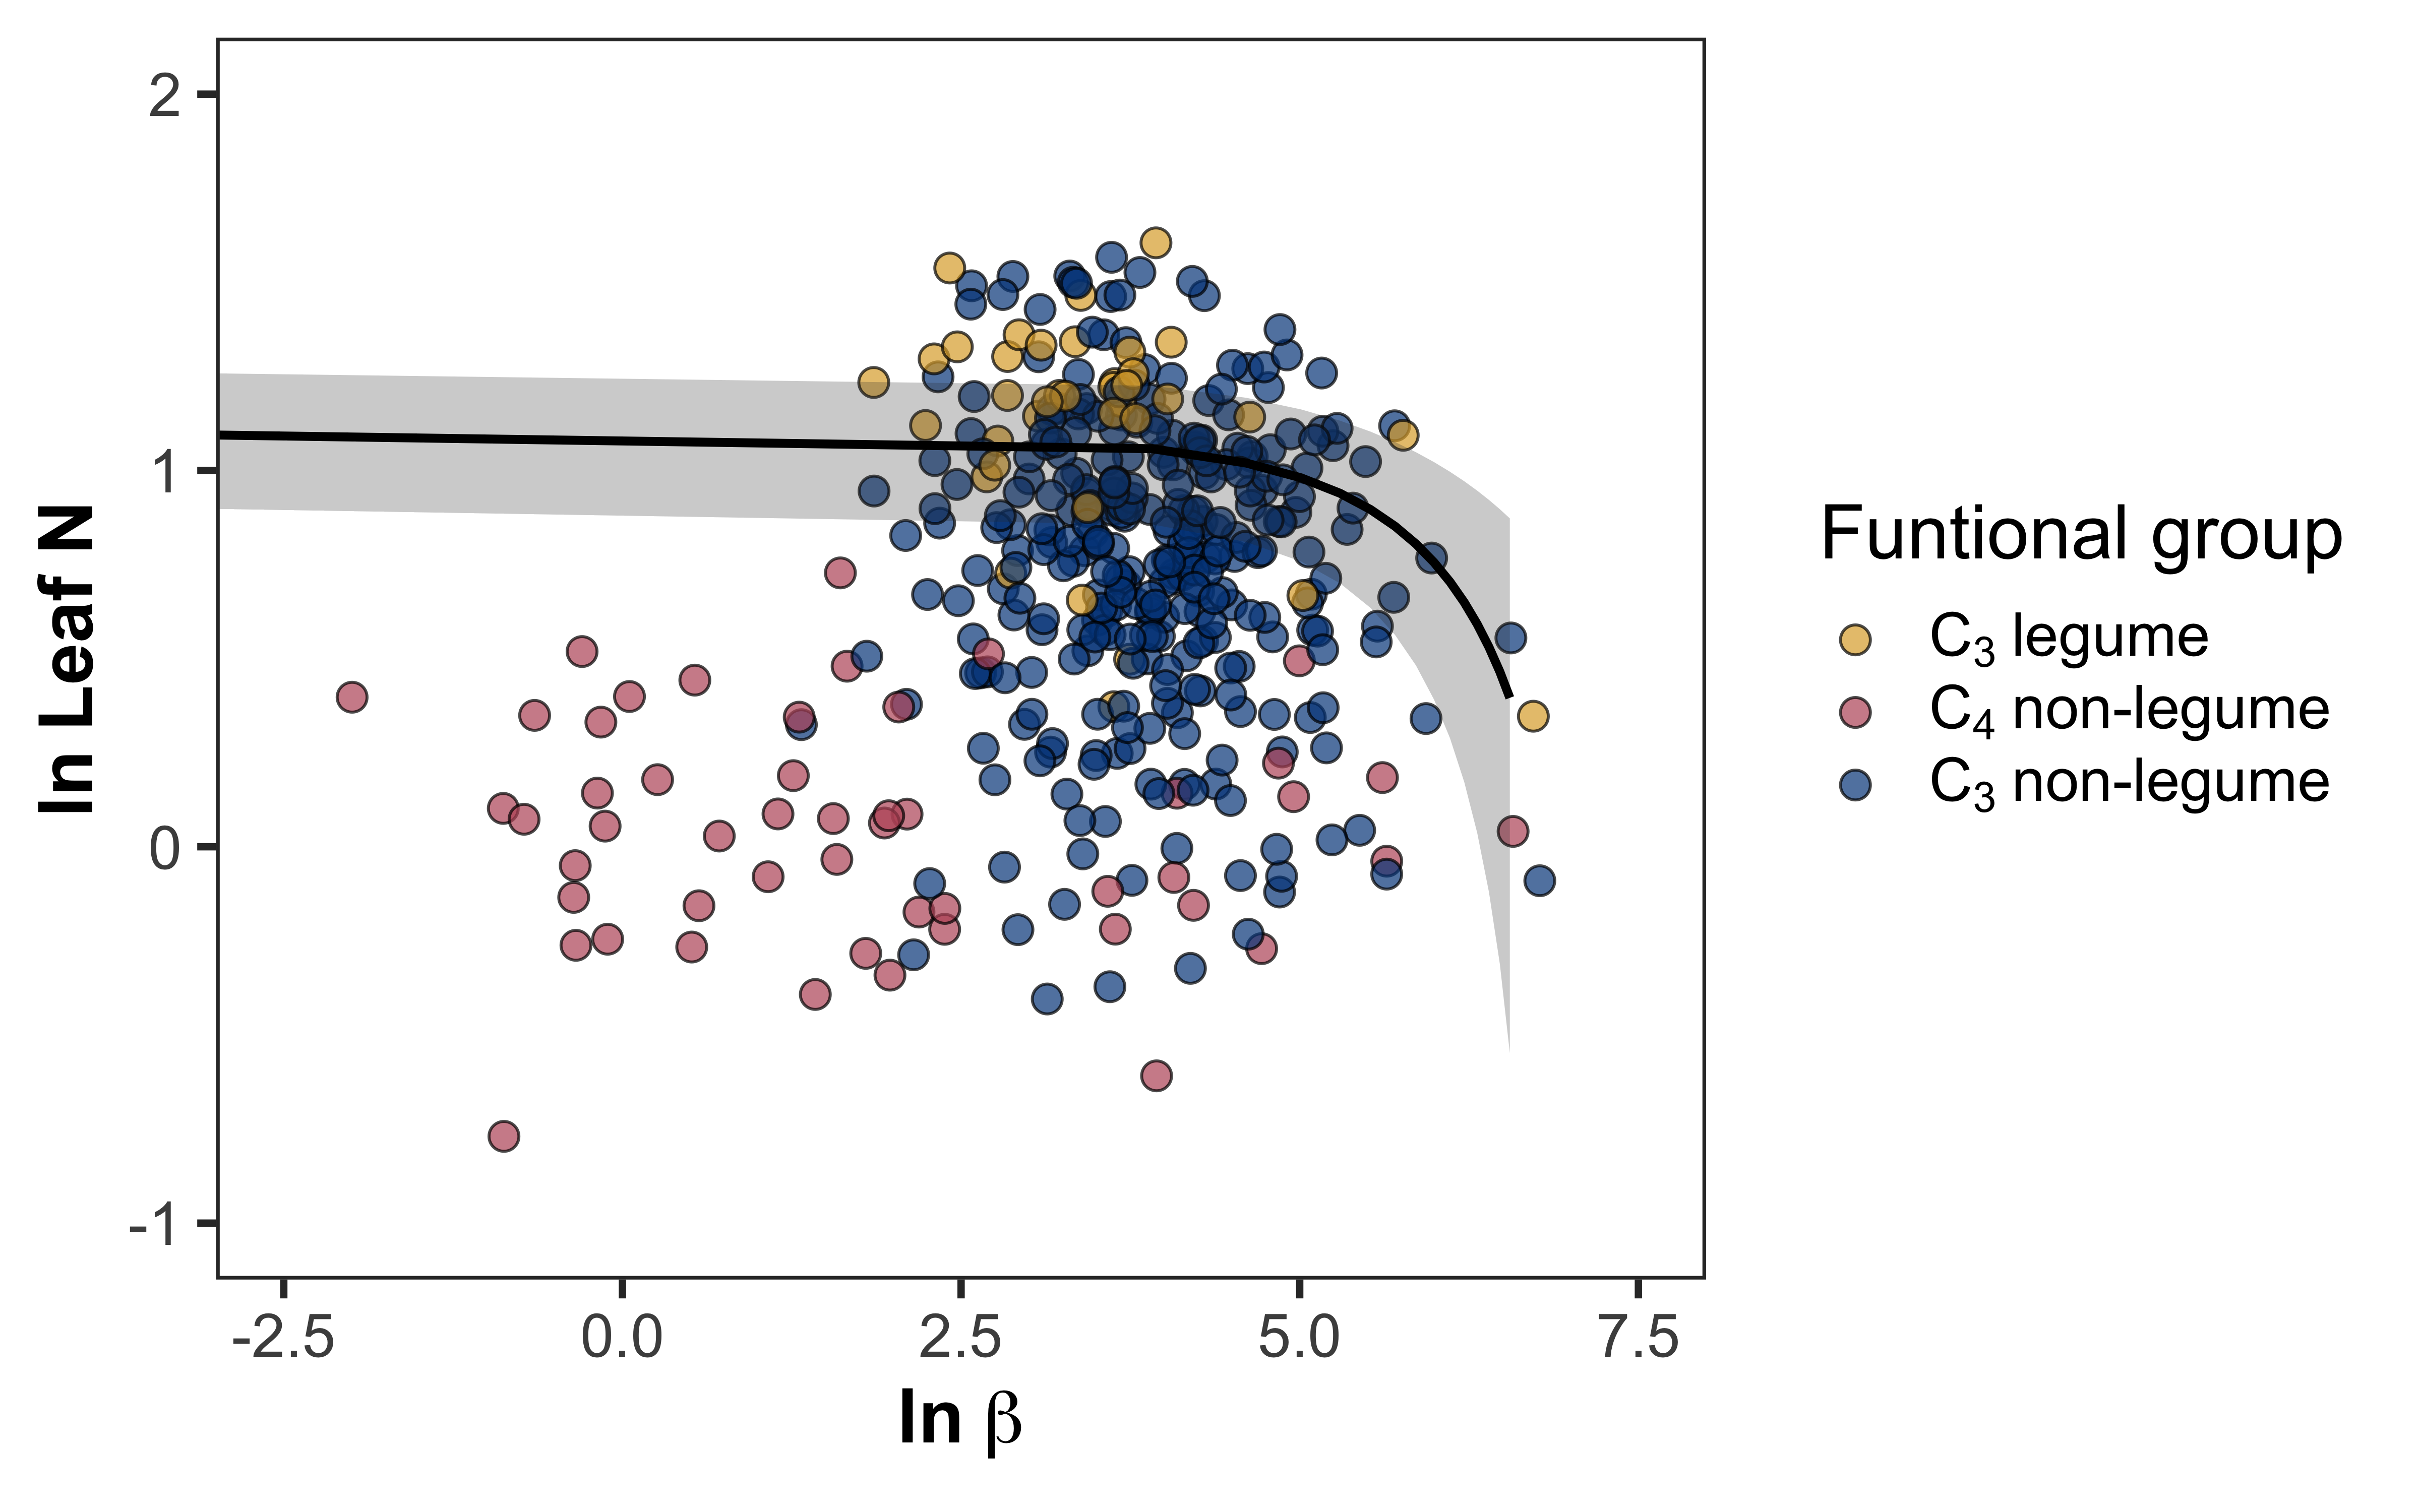 ln Leaf N
2
1
0
-1
-2.5 0.0 2.5 5.0 7.5
ln β
Funtional group
C₃ legume
C₄ non-legume
C₃ non-legume